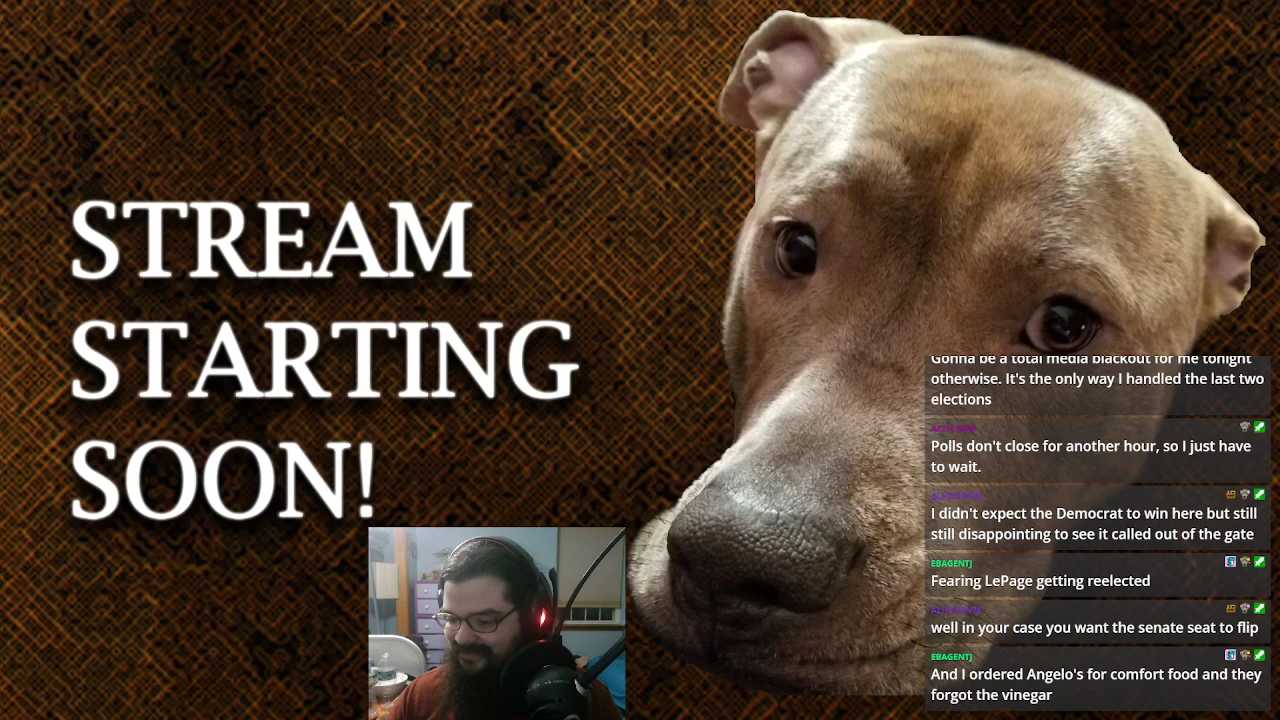 STREAM
STARTING
SOON!
Gonna be a total media blackout for me tonight
otherwise. It's the only way I handled the last two
elections
Polls don't close for another hour, so I just have
to wait.
I didn't expect the Democrat to win here but still
still disappointing to see it called out of the gate
EBAGENTJ
Fearing LePage getting reelected
well in your case you want the senate seat to flip
EBAGENTJ
And I ordered Angelo's for comfort food and they
forgot the vinegar